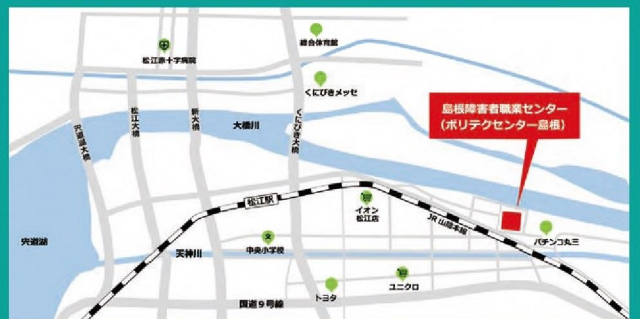 総合体育館
松江赤十字病院
くにびきメッセ
島根障害者職業センター
(ポリテクセンター島根)
宍道湖大橋
松江大橋
新大橋
くにびき大橋
大橋川
松江駅
イオン
松江店
JR山陰本線
パチンコ丸三
宍道湖
天神川
中央小学校
トヨタ
ユニクロ
国道9号線